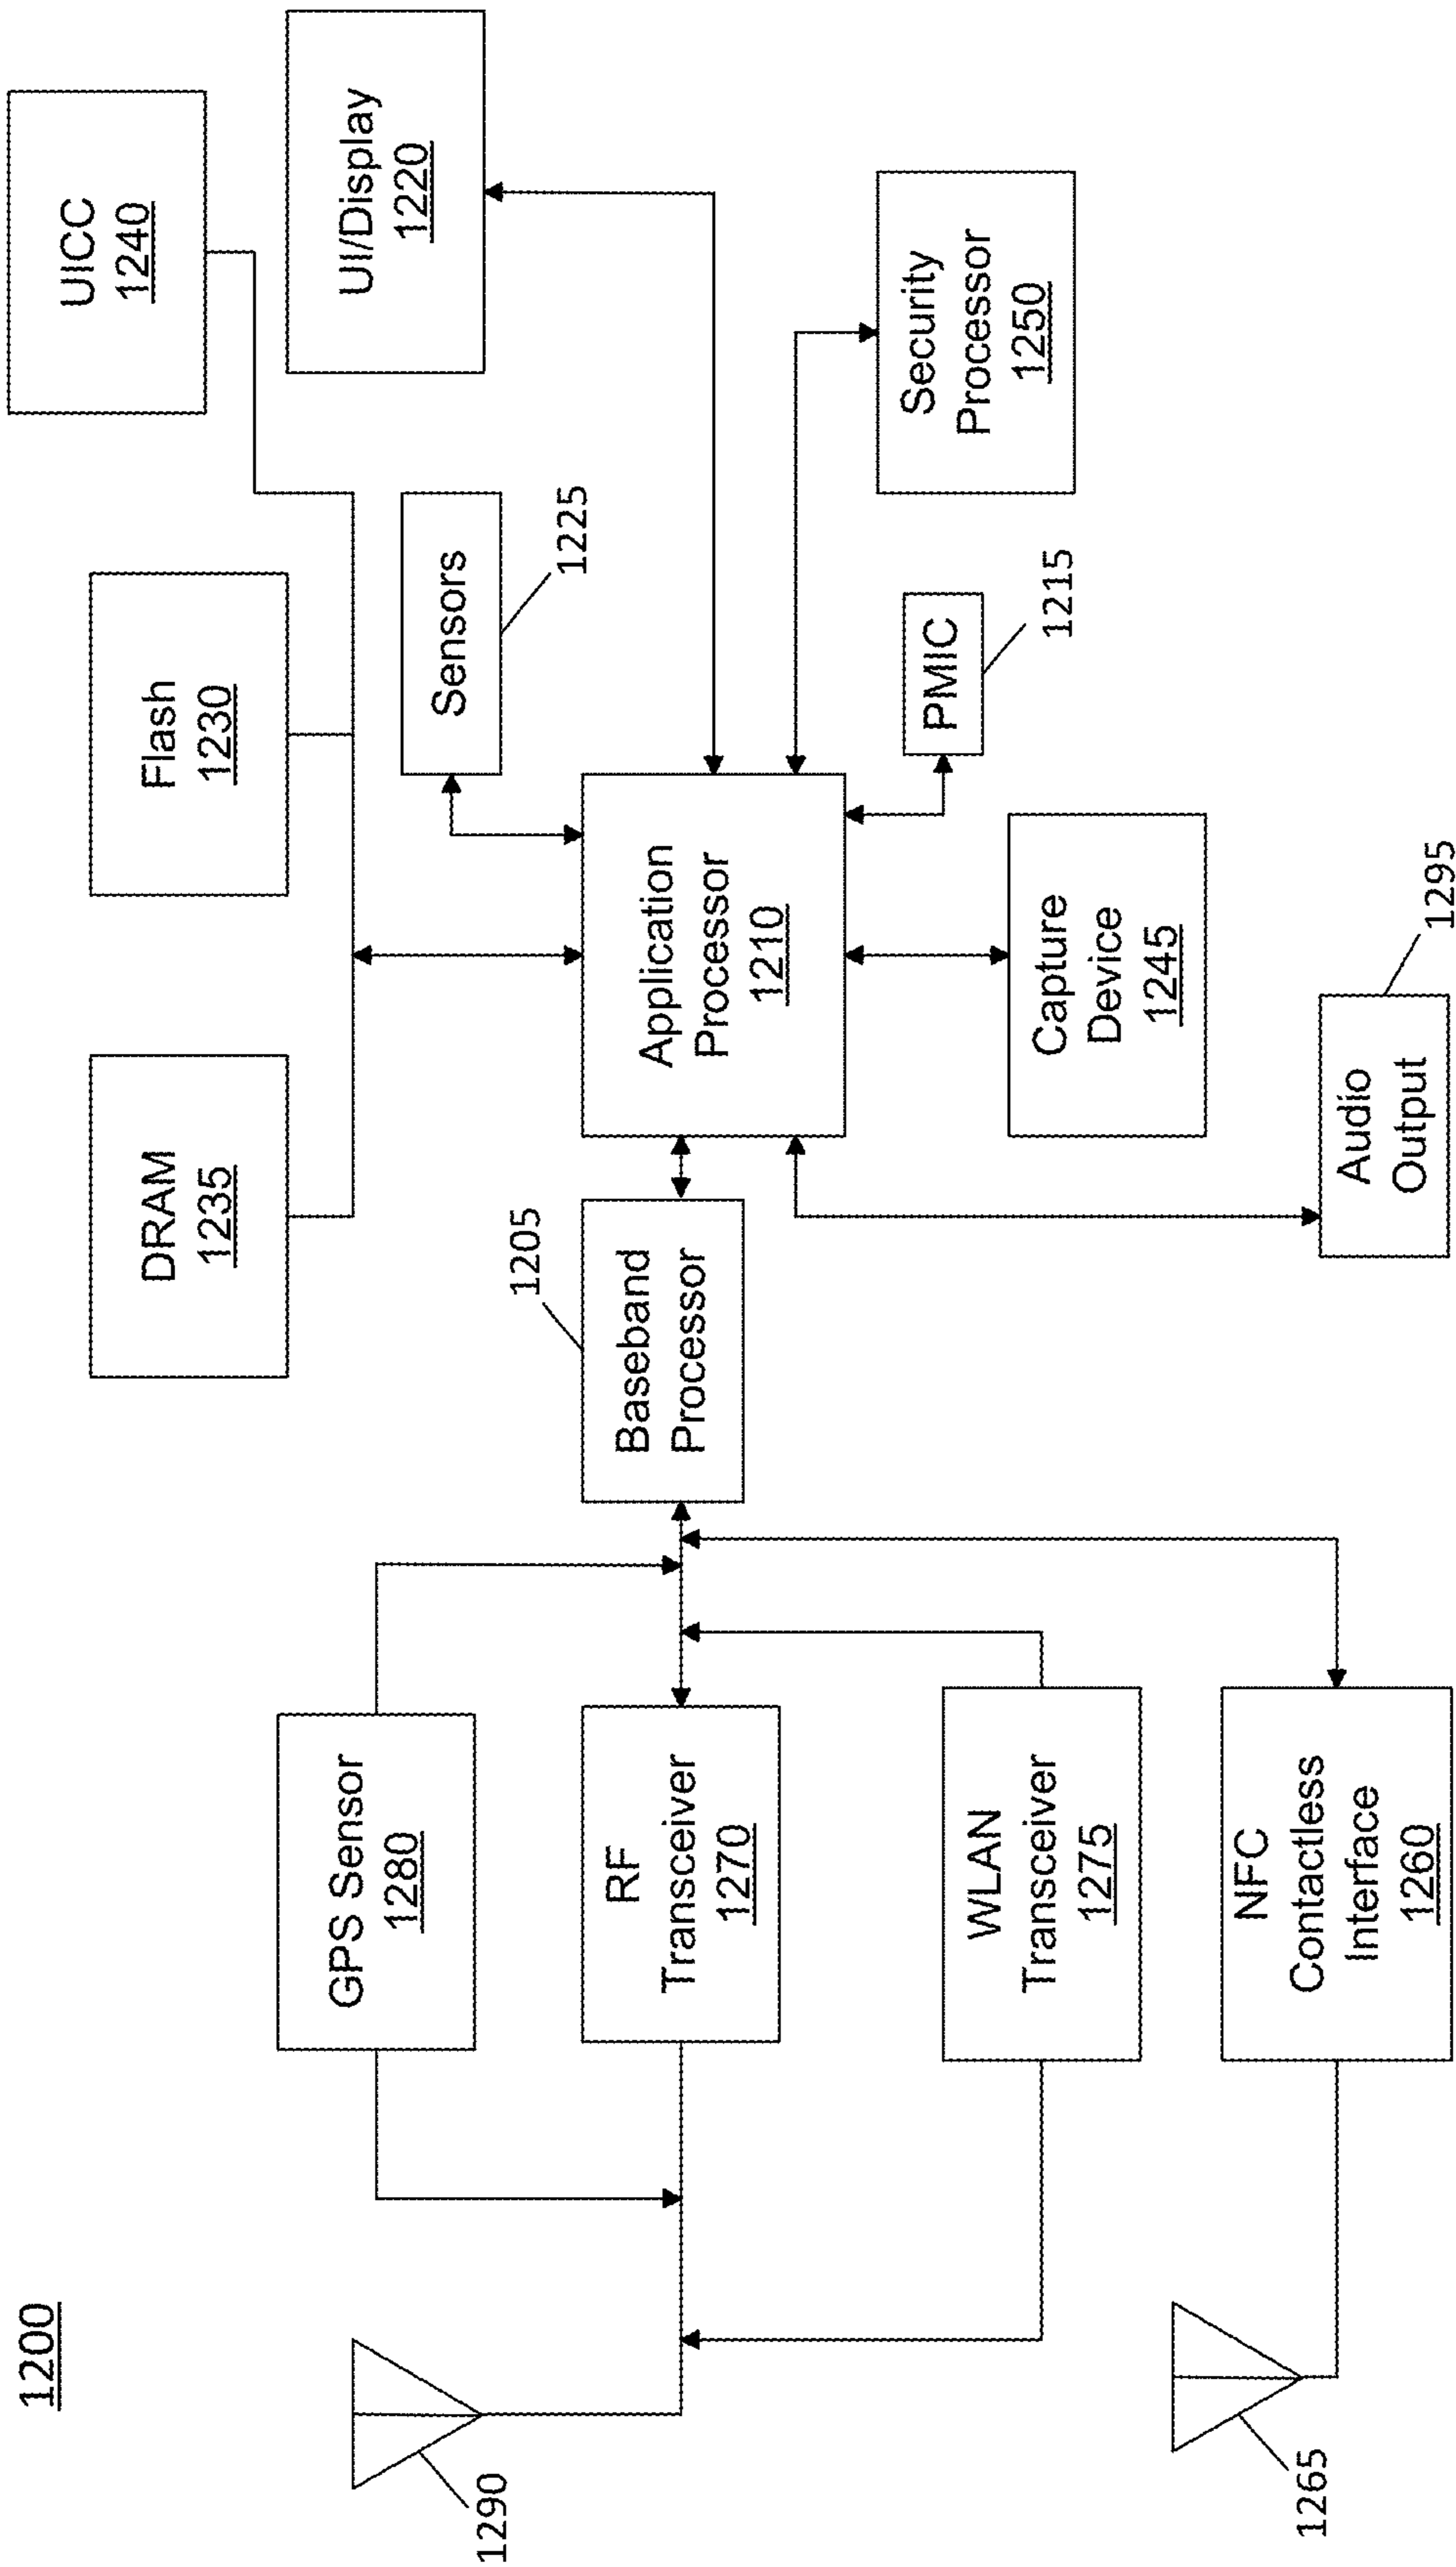 1200
UICC
1240
DRAM
1235
Flash
1230
UI/Display
1220
Sensors
1225
GPS Sensor
1280
1290
RF
Transceiver
1270
1205
Baseband
Processor
Application
Processor
1210
Security
Processor
1250
PMIC
1215
WLAN
Transceiver
1275
Capture
Device
1245
1265
NFC
Contactless
Interface
1260
Audio
Output
1295